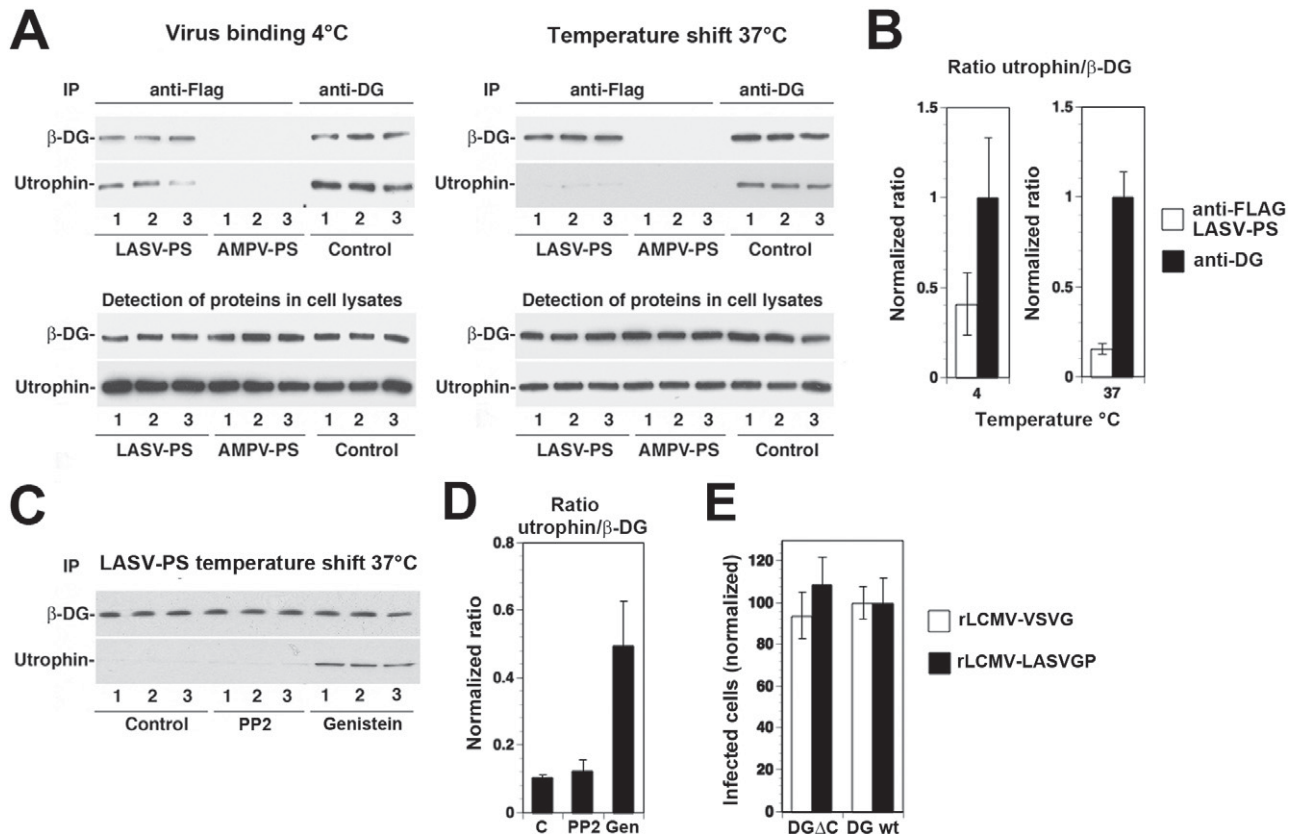 A
Virus binding 4°C
IP anti-Flag anti-DG
β-DG-
Utrophin-
1 2 3 1 2 3 1 2 3
LASV-PS AMPV-PS Control
Detection of proteins in cell lysates
β-DG-
Utrophin-
1 2 3 1 2 3 1 2 3
LASV-PS AMPV-PS Control
Temperature shift 37°C
IP anti-Flag anti-DG
β-DG-
Utrophin-
1 2 3 1 2 3 1 2 3
LASV-PS AMPV-PS Control
Detection of proteins in cell lysates
β-DG-
Utrophin-
1 2 3 1 2 3 1 2 3
LASV-PS AMPV-PS Control
B
Ratio utrophin/β-DG
Normalized ratio
1.5
1
0.5
0
4
Normalized ratio
1.5
1
0.5
0
37
Temperature °C
anti-FLAG
LASV-PS
anti-DG
C
IP LASV-PS temperature shift 37°C
β-DG-
Utrophin-
1 2 3 1 2 3 1 2 3
Control PP2 Genistein
D
Ratio
utrophin/β-DG
Normalized ratio
0.8
0.6
0.4
0.2
0
C PP2 Gen
E
Infected cells (normalized)
120
100
80
60
40
20
0
DGΔC DG wt
rLCMV-VSVG
rLCMV-LASVGP